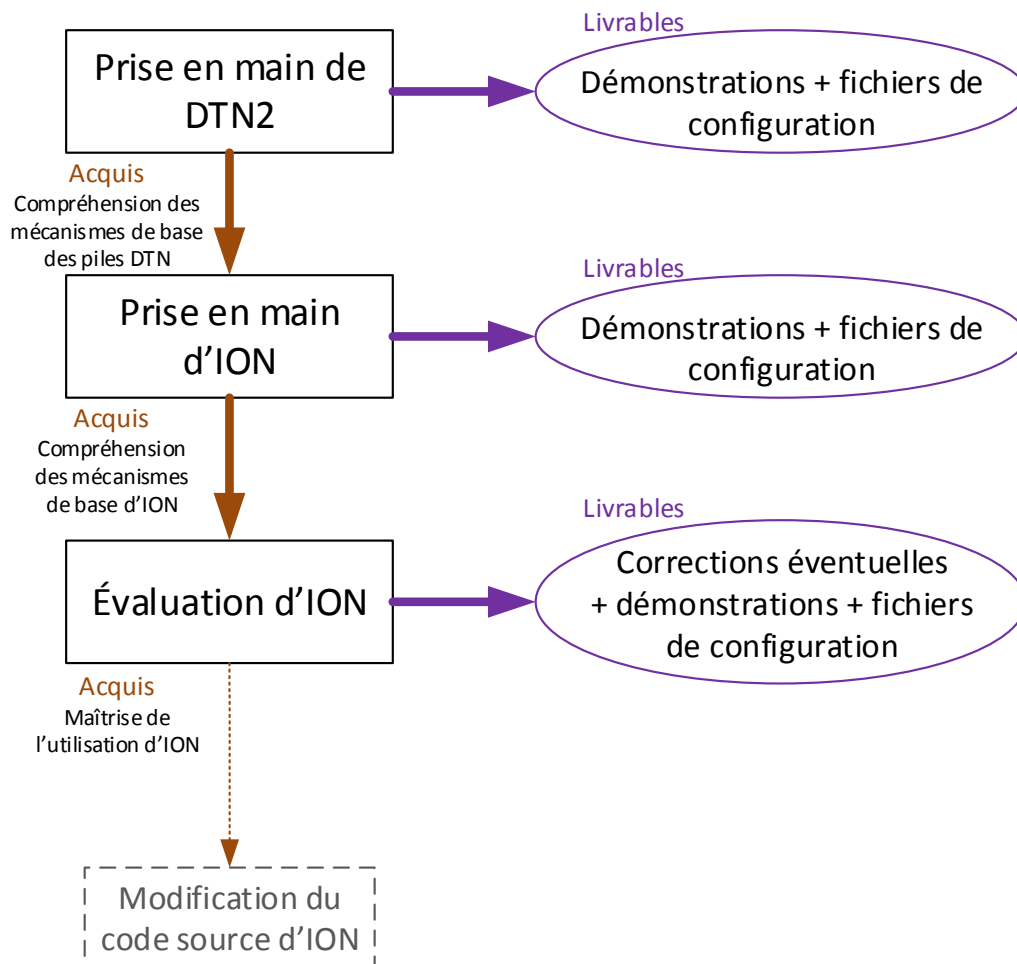 Prise en main de
DTN2
Livrables
Démonstrations + fichiers de
configuration
Acquis
Compréhension des
mécanismes de base
des piles DTN
Prise en main
d’ION
Livrables
Démonstrations + fichiers de
configuration
Acquis
Compréhension
des mécanismes
de base d’ION
Évaluation d’ION
Livrables
Corrections éventuelles
+ démonstrations + fichiers
de configuration
Acquis
Maîtrise de
l’utilisation d’ION
Modification du
code source d’ION